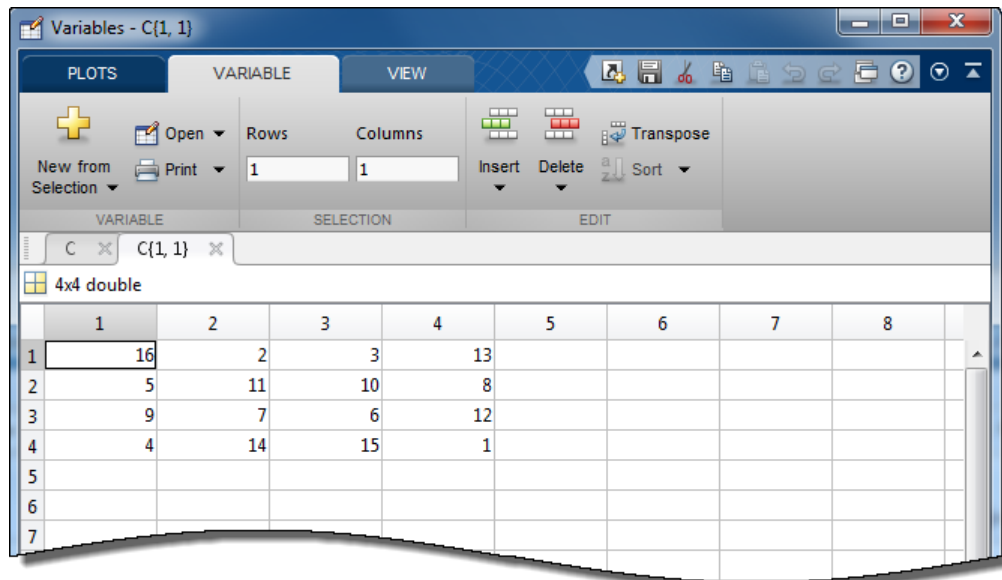 Variables - C{1, 1}
PLOTS VARIABLE VIEW
New from Selection Open Print Rows Columns Insert Delete Transpose Sort
1 1
VARIABLE SELECTION EDIT
C C{1, 1}
4x4 double
1 2 3 4 5 6 7 8
1 16 2 3 13
2 5 11 10 8
3 9 7 6 12
4 4 14 15 1
5
6
7